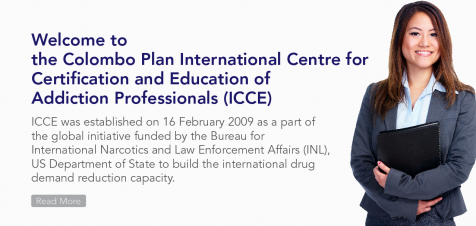 Welcome to
the Colombo Plan International Centre for
Certification and Education of
Addiction Professionals (ICCE)
ICCE was established on 16 February 2009 as a part of
the global initiative funded by the Bureau for
International Narcotics and Law Enforcement Affairs (INL),
US Department of State to build the international drug
demand reduction capacity.
Read More